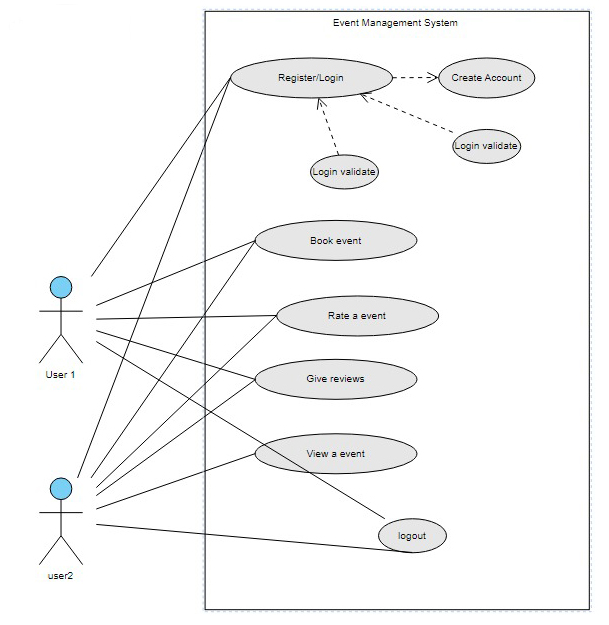 Event Management System
Register/Login
Create Account
Login validate
Login validate
Book event
Rate a event
User 1
Give reviews
View a event
logout
user2